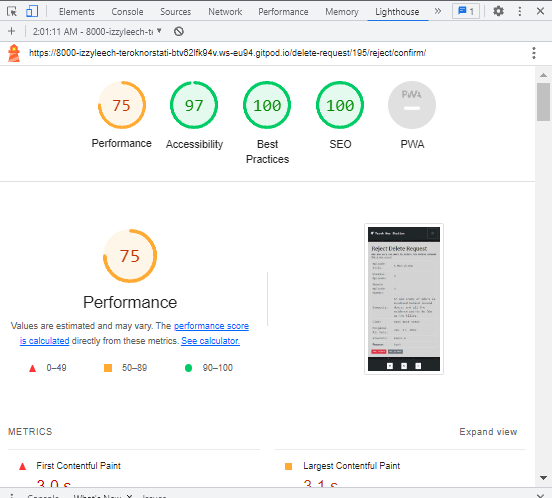 Elements Console Sources Network Performance Memory Lighthouse » 1
2:01:11 AM - 8000-izzyleech-te
https://8000-izzyleech-teroknorstati-btv62lfk94v.ws-eu94.gitpod.io/delete-request/195/reject/confirm/
75 97 100 100 PWA
Performance Accessibility Best Practices SEO PWA
75
Performance
Values are estimated and may vary. The performance score
is calculated directly from these metrics. See calculator.
0–49 50–89 90–100
Reject Delete Request
METRICS Expand view
First Contentful Paint Largest Contentful Paint
3.0 s 3.1 s
Console What's New Issues